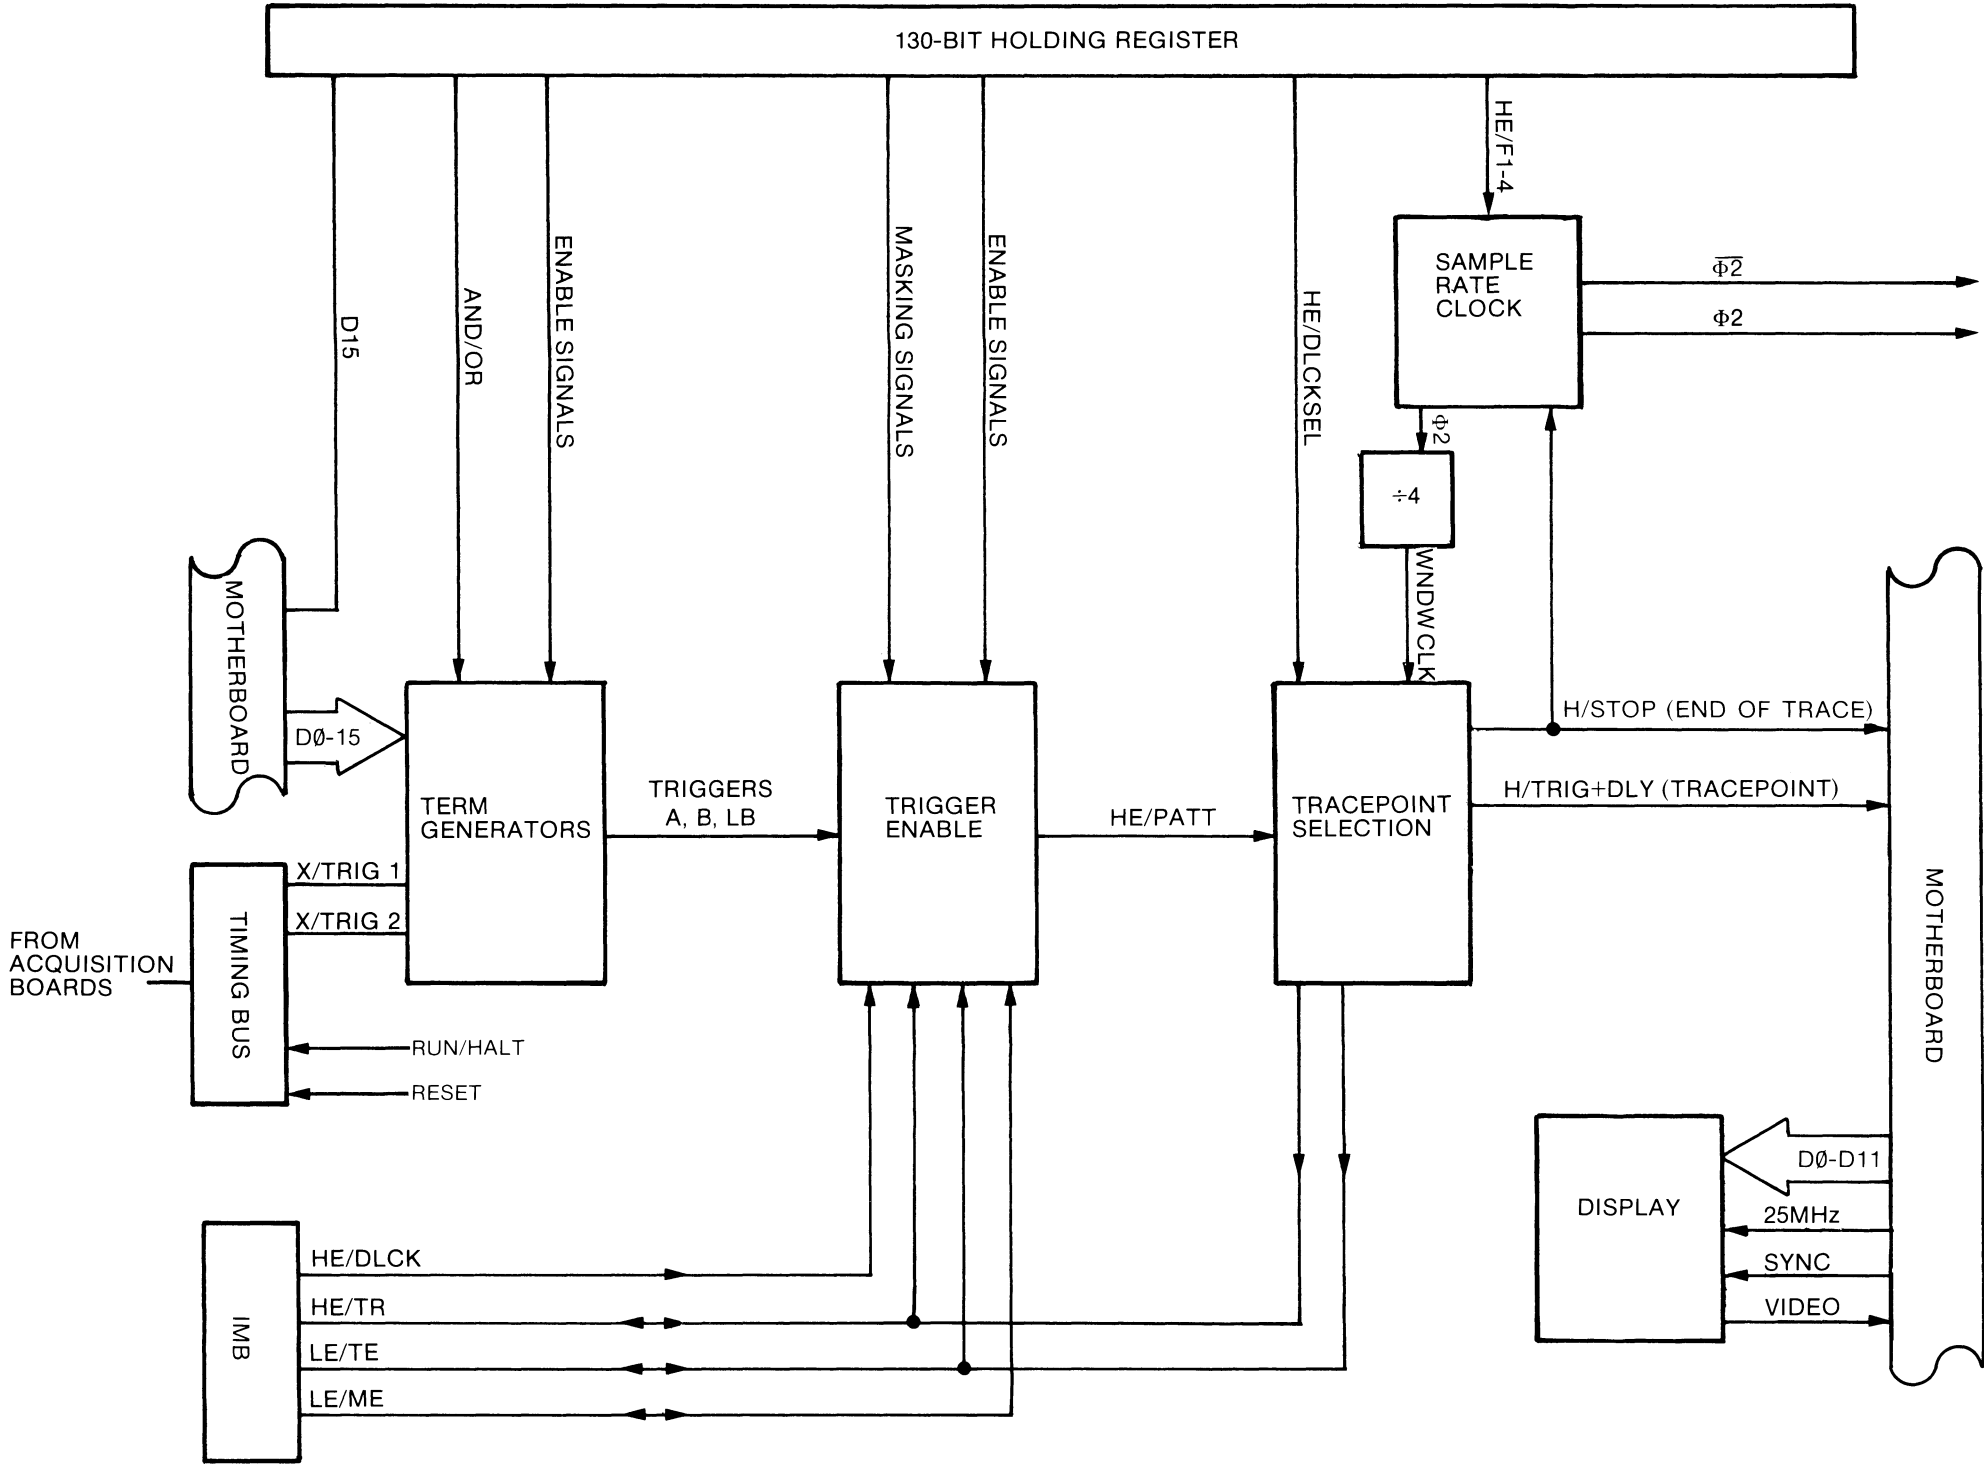 130-BIT HOLDING REGISTER
D15
AND/OR
ENABLE SIGNALS
MASKING SIGNALS
ENABLE SIGNALS
HE/DLCKSEL
HE/F1-4
SAMPLE
RATE
CLOCK
Φ2̅
Φ2
Φ2
÷4
WNDWCLK
MOTHERBOARD
DØ-15
TERM
GENERATORS
TRIGGERS
A, B, LB
TRIGGER
ENABLE
HE/PATT
TRACEPOINT
SELECTION
H/STOP (END OF TRACE)
H/TRIG+DLY (TRACEPOINT)
MOTHERBOARD
FROM
ACQUISITION
BOARDS
TIMING BUS
X/TRIG 1
X/TRIG 2
RUN/HALT
RESET
IMB
HE/DLCK
HE/TR
LE/TE
LE/ME
DISPLAY
DØ-D11
25MHz
SYNC
VIDEO